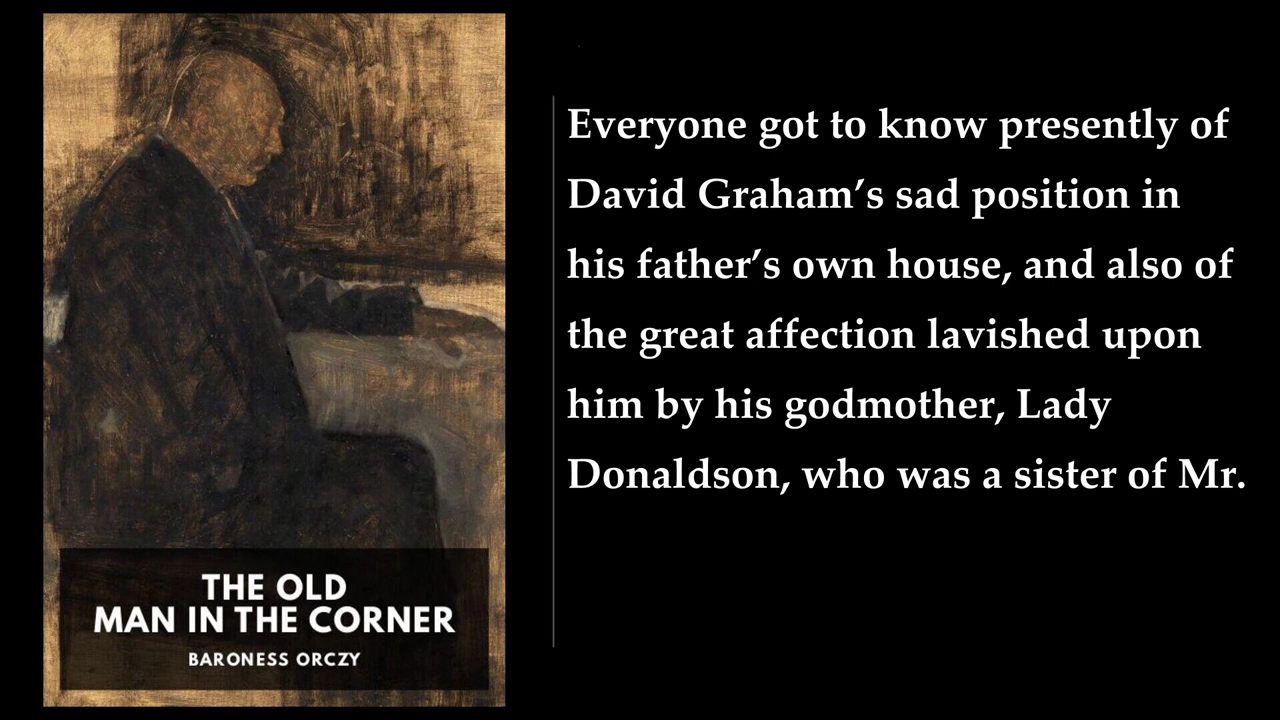 THE OLD
MAN IN THE CORNER
BARONESS ORCZY
Everyone got to know presently of
David Graham’s sad position in
his father’s own house, and also of
the great affection lavished upon
him by his godmother, Lady
Donaldson, who was a sister of Mr.